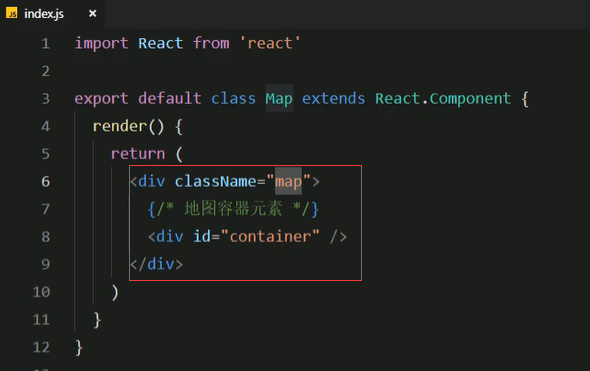 JS index.js ×
1 import React from 'react'
2
3 export default class Map extends React.Component {
4 render() {
5 return (
6 <div className="map">
7 {/* 地图容器元素 */}
8 <div id="container" />
9 </div>
10 )
11 }
12 }